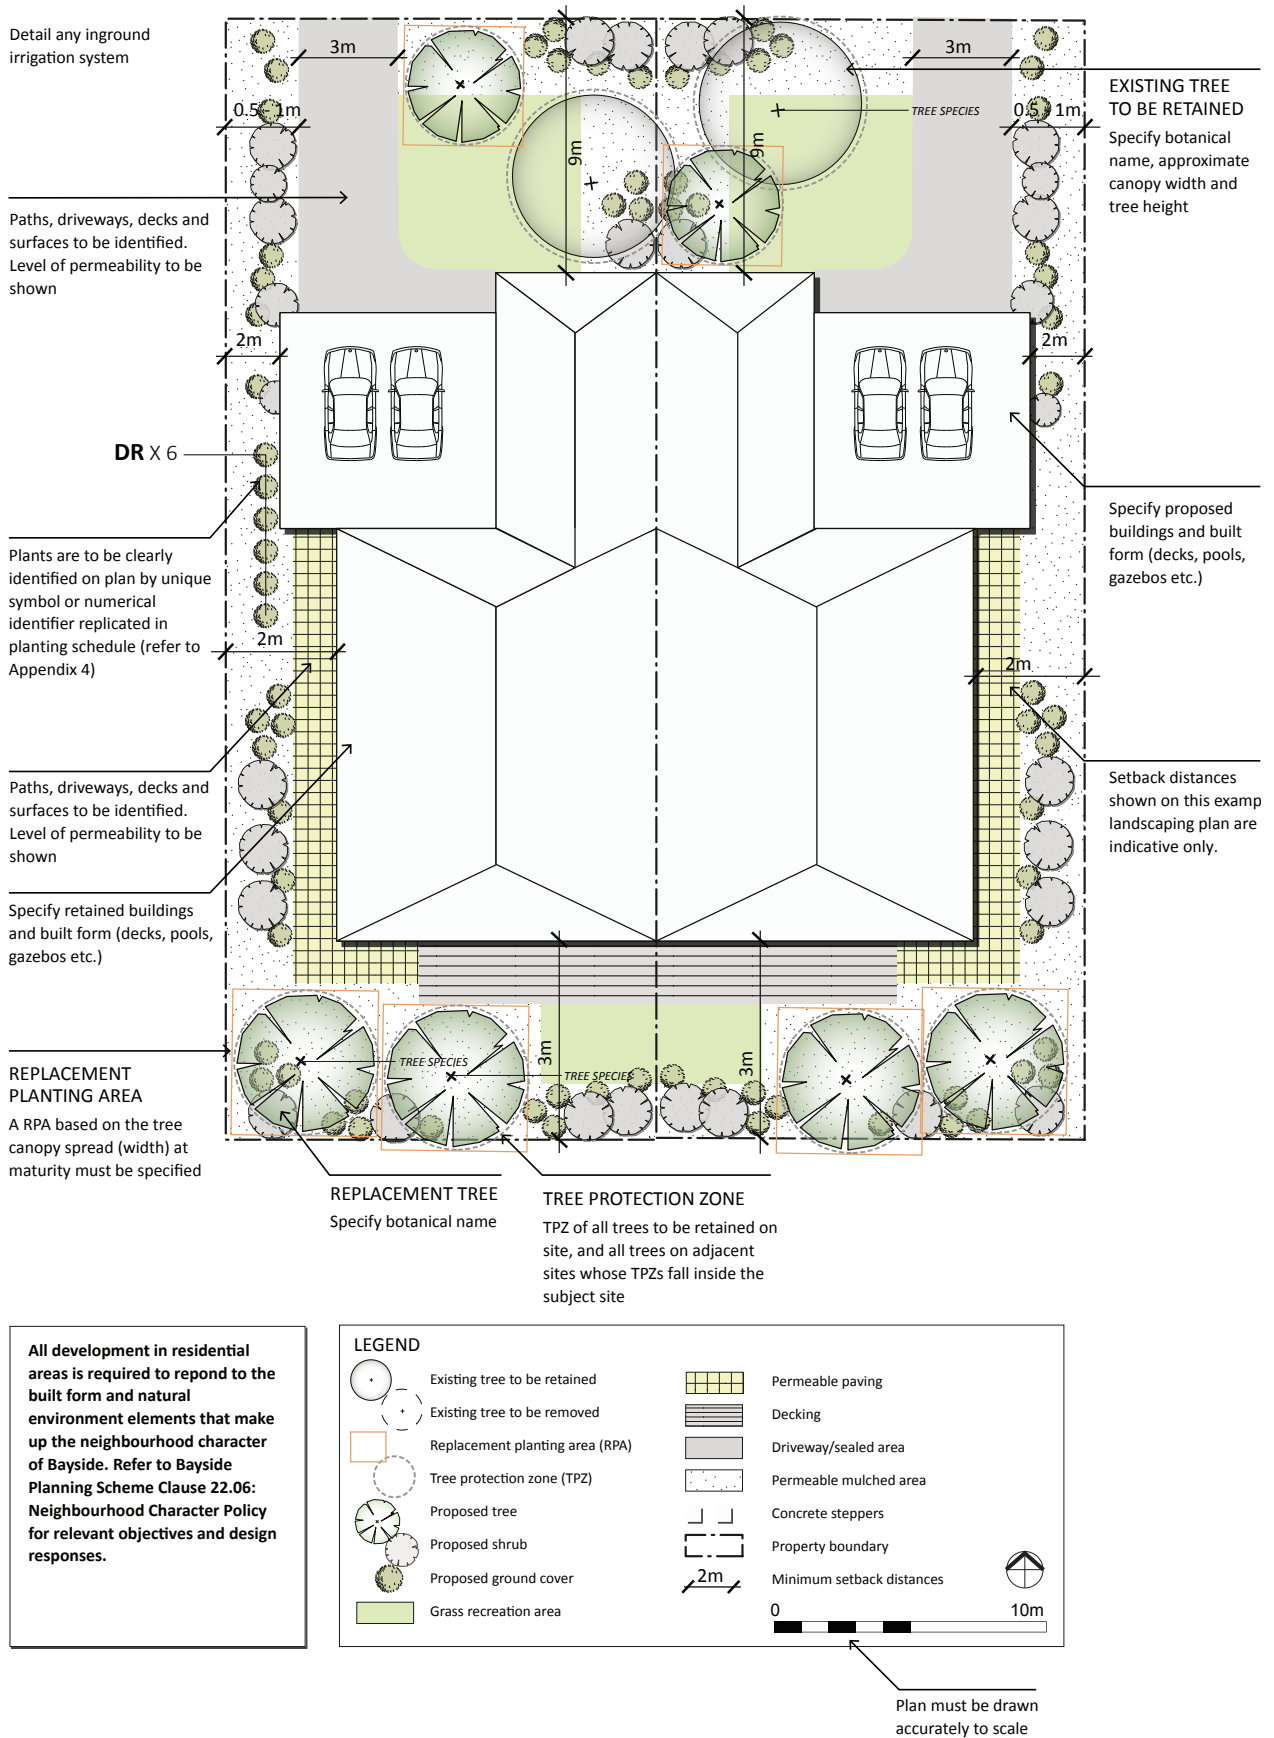 Detail any inground
irrigation system
3m
3m
0.5 - 1m
0.5 - 1m
9m
9m
TREE SPECIES
EXISTING TREE
TO BE RETAINED
Specify botanical
name, approximate
canopy width and
tree height
Paths, driveways, decks and
surfaces to be identified.
Level of permeability to be
shown
2m
2m
DR X 6
Plants are to be clearly
identified on plan by unique
symbol or numerical
identifier replicated in
planting schedule (refer to
Appendix 4)
Specify proposed
buildings and built
form (decks, pools,
gazebos etc.)
2m
2m
Paths, driveways, decks and
surfaces to be identified.
Level of permeability to be
shown
Setback distances
shown on this examp
landscaping plan are
indicative only.
Specify retained buildings
and built form (decks, pools,
gazebos etc.)
3m
3m
TREE SPECIES
TREE SPECIES
REPLACEMENT
PLANTING AREA
A RPA based on the tree
canopy spread (width) at
maturity must be specified
REPLACEMENT TREE
Specify botanical name
TREE PROTECTION ZONE
TPZ of all trees to be retained on
site, and all trees on adjacent
sites whose TPZs fall inside the
subject site
All development in residential
areas is required to repond to the
built form and natural
environment elements that make
up the neighbourhood character
of Bayside. Refer to Bayside
Planning Scheme Clause 22.06:
Neighbourhood Character Policy
for relevant objectives and design
responses.
LEGEND
Existing tree to be retained
Existing tree to be removed
Replacement planting area (RPA)
Tree protection zone (TPZ)
Proposed tree
Proposed shrub
Proposed ground cover
Grass recreation area
Permeable paving
Decking
Driveway/sealed area
Permeable mulched area
Concrete steppers
Property boundary
2m
Minimum setback distances
0
10m
Plan must be drawn
accurately to scale